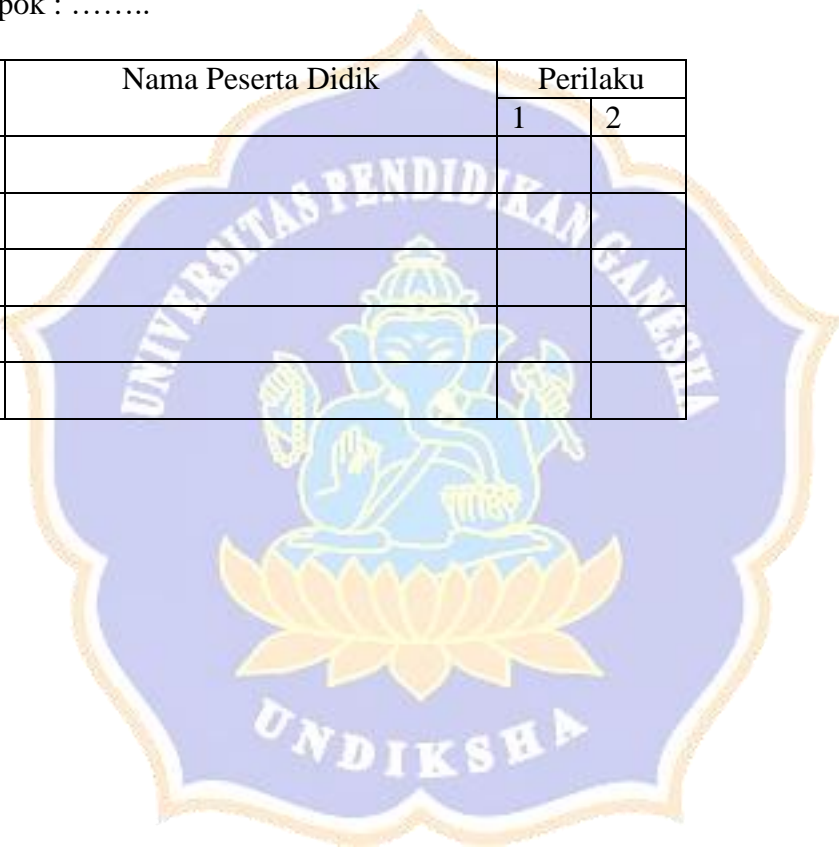 pok : ……..
Nama Peserta Didik Perilaku
1 2
UNIVERSITAS PENDIDIKAN GANESHA
UNDIKSHA